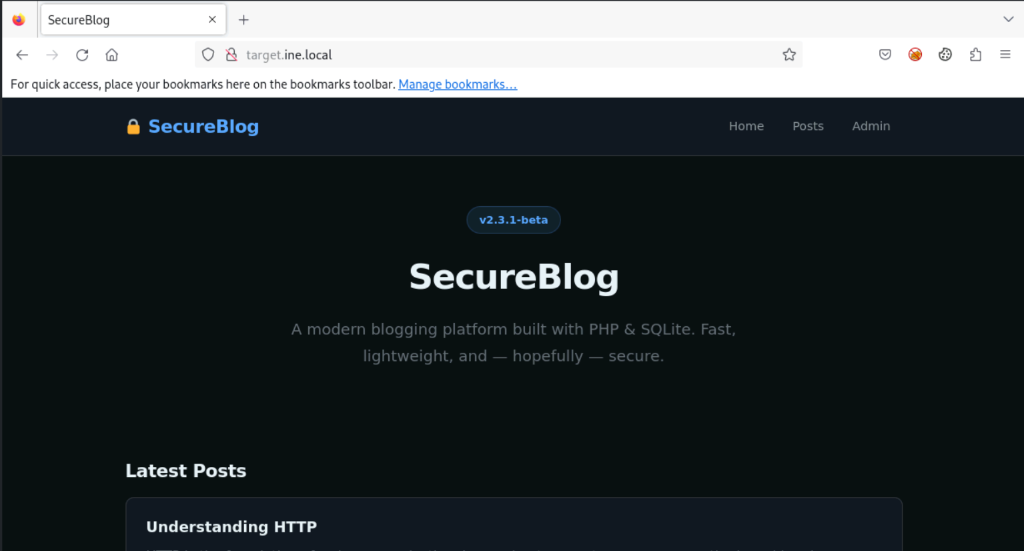 SecureBlog
target.ine.local
For quick access, place your bookmarks here on the bookmarks toolbar. Manage bookmarks…
SecureBlog
Home Posts Admin
v2.3.1-beta
SecureBlog
A modern blogging platform built with PHP & SQLite. Fast,
lightweight, and — hopefully — secure.
Latest Posts
Understanding HTTP